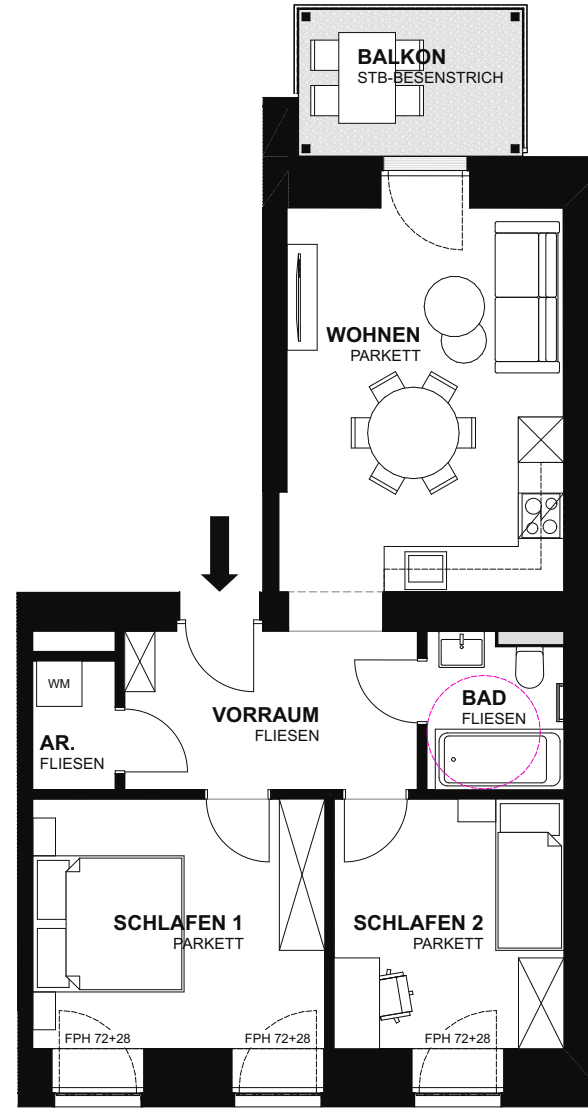 BALKON
STB-BESENSTRICH
WOHNEN
PARKETT
WM
AR.
FLIESEN
VORRAUM
FLIESEN
BAD
FLIESEN
SCHLAFEN 1
PARKETT
SCHLAFEN 2
PARKETT
FPH 72+28
FPH 72+28
FPH 72+28